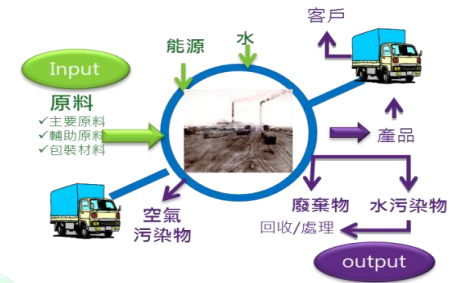 客戶
能源
水
Input
原料
✓主要原料
✓輔助原料
✓包裝材料
產品
空氣
污染物
廢棄物
水污染物
回收/處理
output